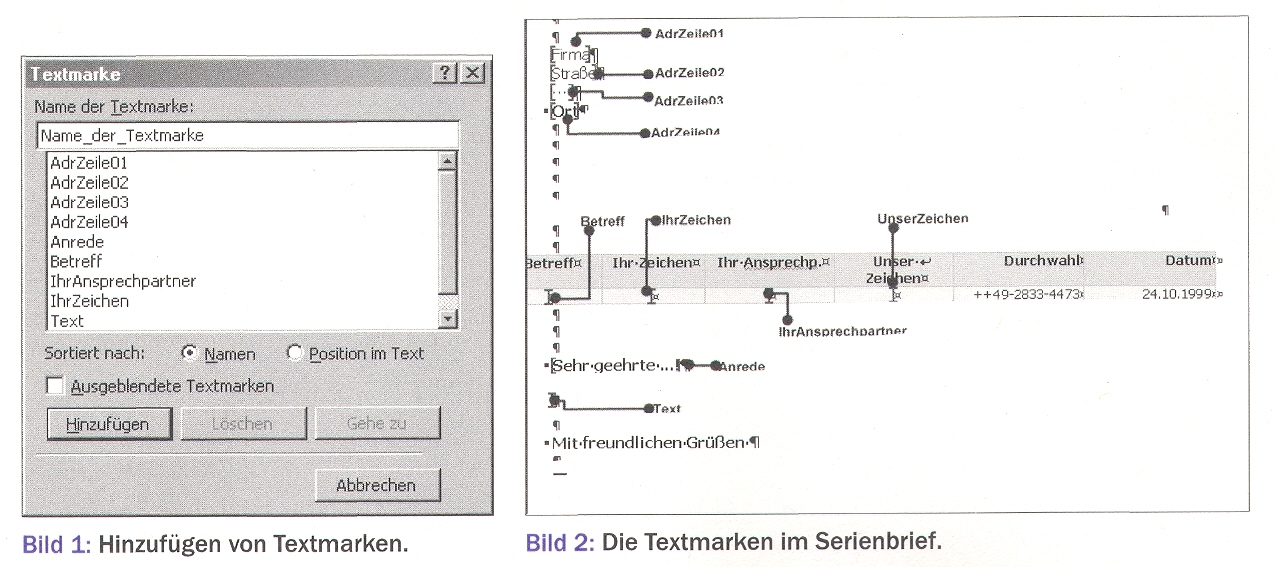 Textmarke
Name der Textmarke:
Name_der_Textmarke
AdrZeile01
AdrZeile02
AdrZeile03
AdrZeile04
Anrede
Betreff
IhrAnsprechpartner
IhrZeichen
Text
Sortiert nach: Namen Position im Text
Ausgeblendete Textmarken
Hinzufügen Löschen Gehe zu
Abbrechen
Bild 1: Hinzufügen von Textmarken.
AdrZeile01
[Firma]¶
AdrZeile02
[Straße]
AdrZeile03
[...]¶
[Ort]¶
AdrZeile04
Betreff IhrZeichen UnserZeichen
Betreff¤ Ihr·Zeichen¤ Ihr·Ansprechp.¤ Unser·↵ Durchwahl¤ Datum¤
Zeichen¤
++49-2833-4473¤ 24.10.1999¤
IhrAnsprechpartner
[Sehr·geehrte·...]¶ Anrede
Text
Mit·freundlichen·Grüßen·¶
Bild 2: Die Textmarken im Serienbrief.